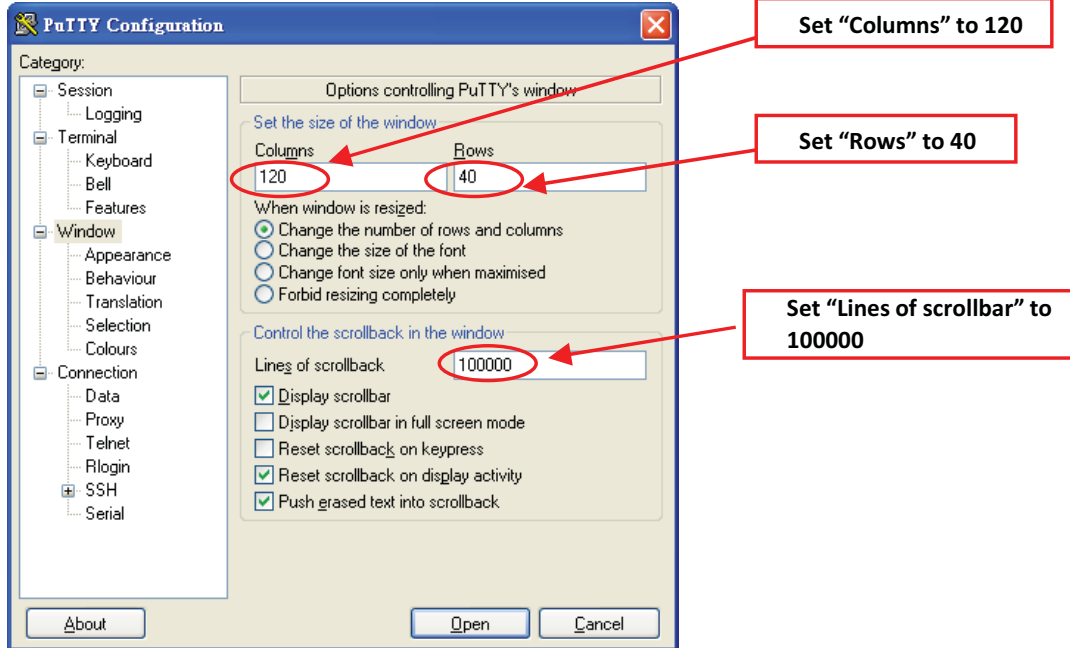 PuTTY Configuration
Set “Columns” to 120
Category:
Session
Logging
Terminal
Keyboard
Bell
Features
Window
Appearance
Behaviour
Translation
Selection
Colours
Connection
Data
Proxy
Telnet
Rlogin
SSH
Serial
Options controlling PuTTY's window
Set the size of the window
Columns Rows
120 40
Set “Rows” to 40
When window is resized:
Change the number of rows and columns
Change the size of the font
Change font size only when maximised
Forbid resizing completely
Control the scrollback in the window
Lines of scrollback 100000
Set “Lines of scrollbar” to
100000
Display scrollbar
Display scrollbar in full screen mode
Reset scrollback on keypress
Reset scrollback on display activity
Push erased text into scrollback
About Open Cancel